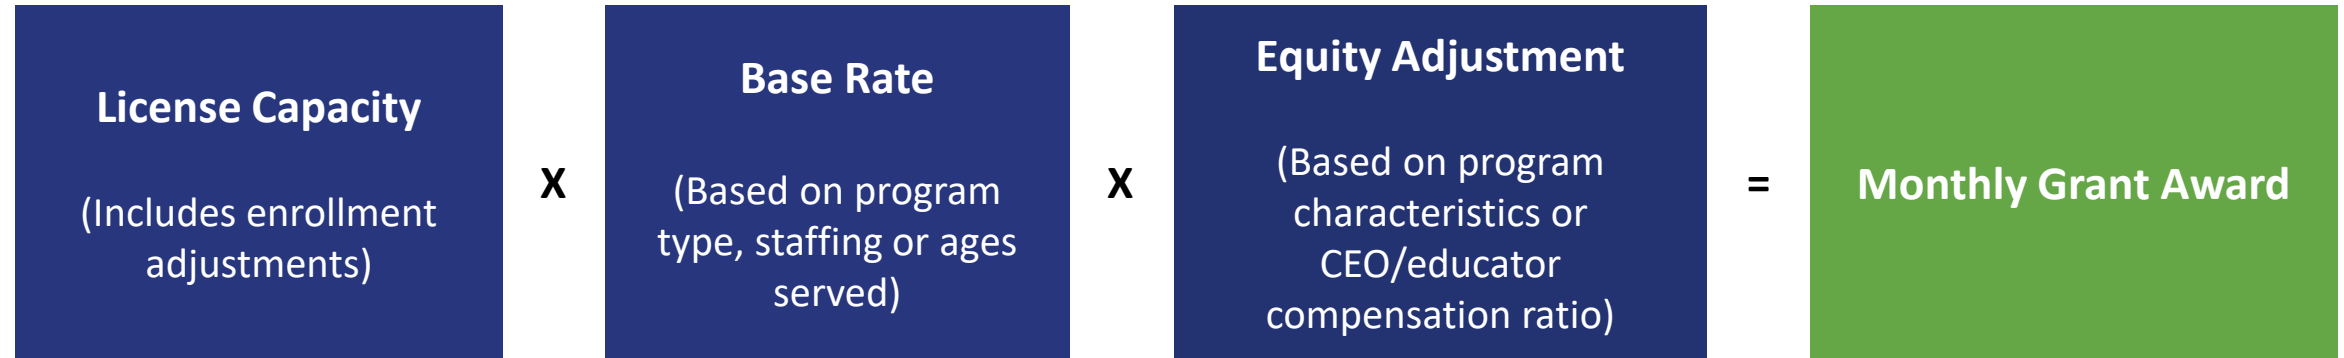 License Capacity
(Includes enrollment
adjustments)
X
Base Rate
(Based on program
type, staffing or ages
served)
X
Equity Adjustment
(Based on program
characteristics or
CEO/educator
compensation ratio)
=
Monthly Grant Award